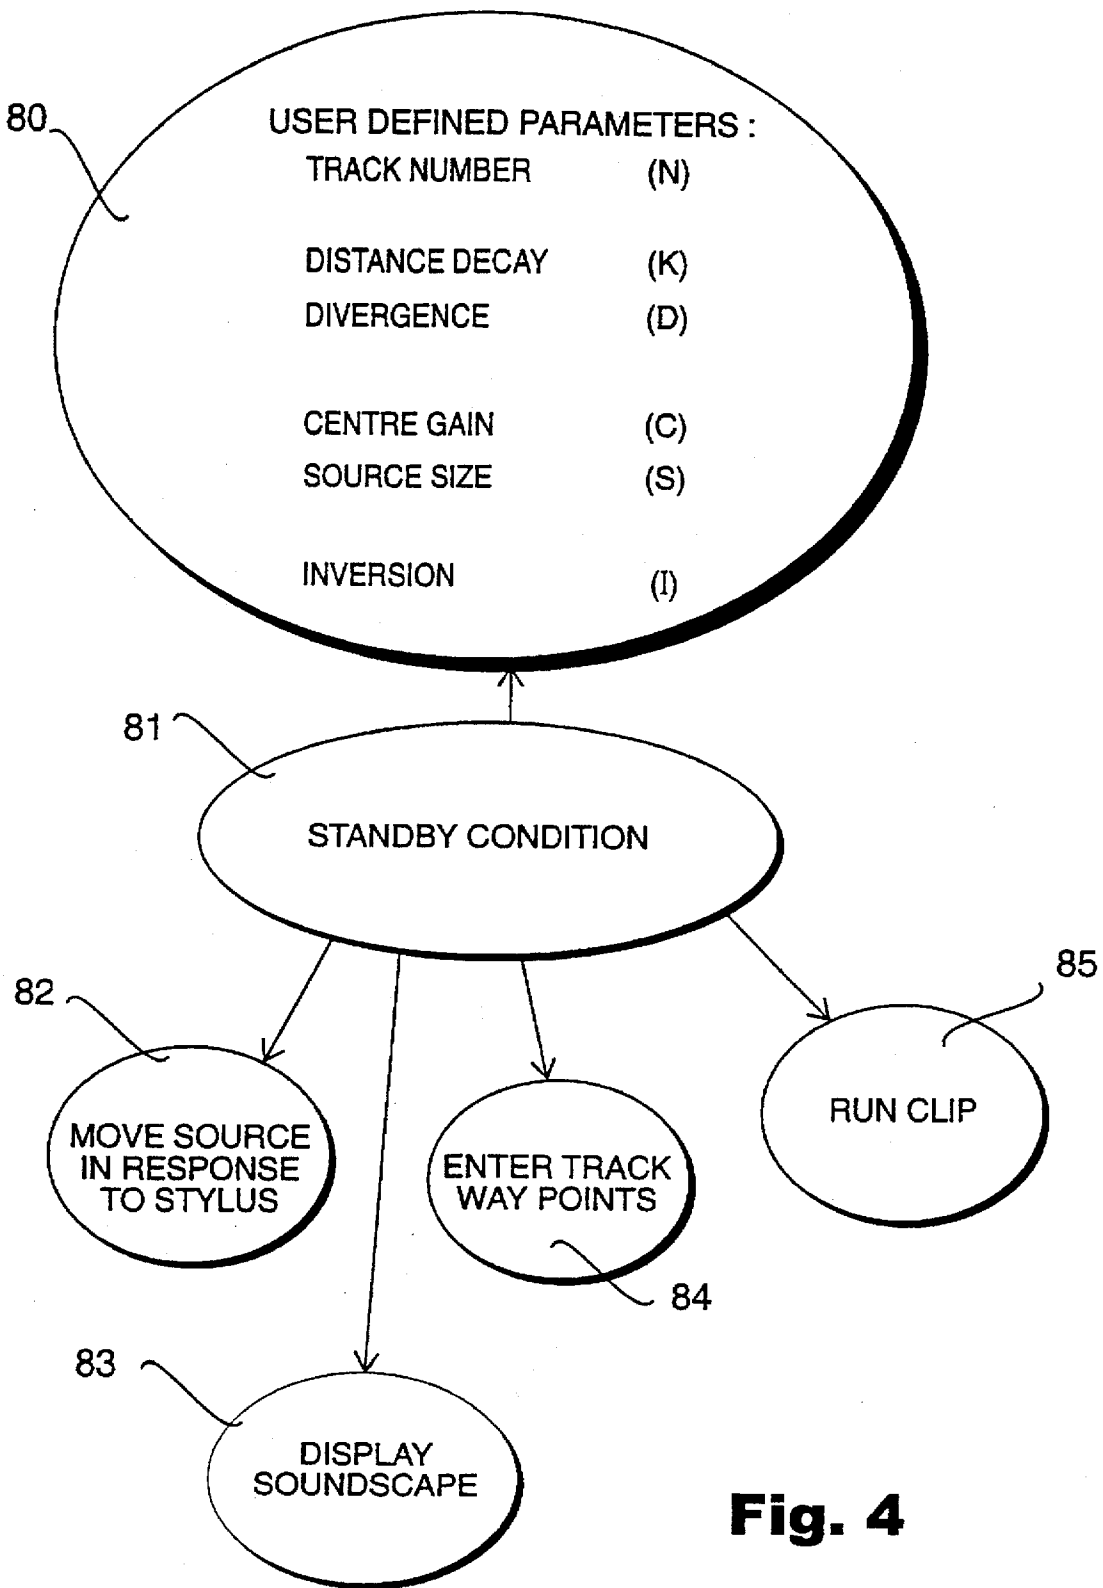 80
USER DEFINED PARAMETERS :
TRACK NUMBER (N)
DISTANCE DECAY (K)
DIVERGENCE (D)
CENTRE GAIN (C)
SOURCE SIZE (S)
INVERSION (I)
81
STANDBY CONDITION
82
MOVE SOURCE
IN RESPONSE
TO STYLUS
85
RUN CLIP
ENTER TRACK
WAY POINTS
84
83
DISPLAY
SOUNDSCAPE
Fig. 4